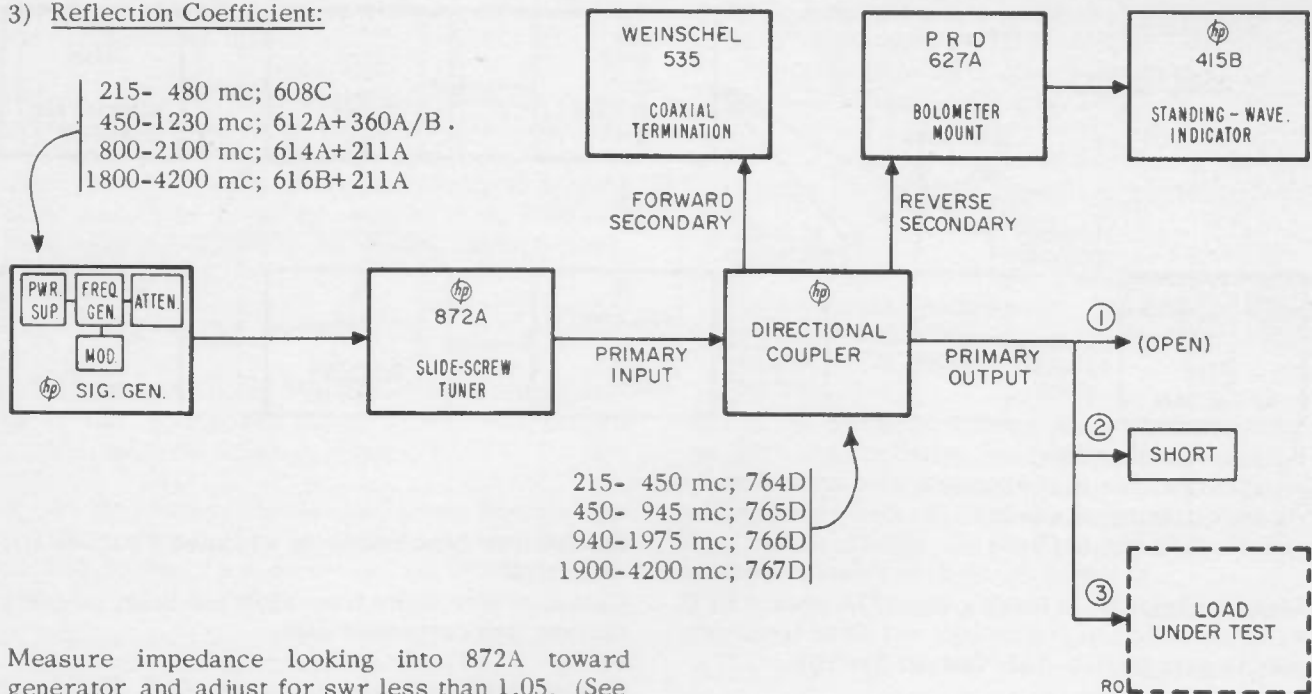 3) Reflection Coefficient:
215- 480 mc; 608C
450-1230 mc; 612A+360A/B .
800-2100 mc; 614A+211A
1800-4200 mc; 616B+211A
WEINSCHEL
535
COAXIAL
TERMINATION
P R D
627A
BOLOMETER
MOUNT
hp
415B
STANDING-WAVE.
INDICATOR
FORWARD
SECONDARY
REVERSE
SECONDARY
PWR.
SUP
FREQ
GEN.
ATTEN.
MOD.
hp SIG. GEN.
hp
872A
SLIDE-SCREW
TUNER
PRIMARY
INPUT
hp
DIRECTIONAL
COUPLER
PRIMARY
OUTPUT
1
(OPEN)
2
SHORT
3
LOAD
UNDER TEST
215- 450 mc; 764D
450- 945 mc; 765D
940-1975 mc; 766D
1900-4200 mc; 767D
Measure impedance looking into 872A toward
generator and adjust for swr less than 1.05. (See
RO